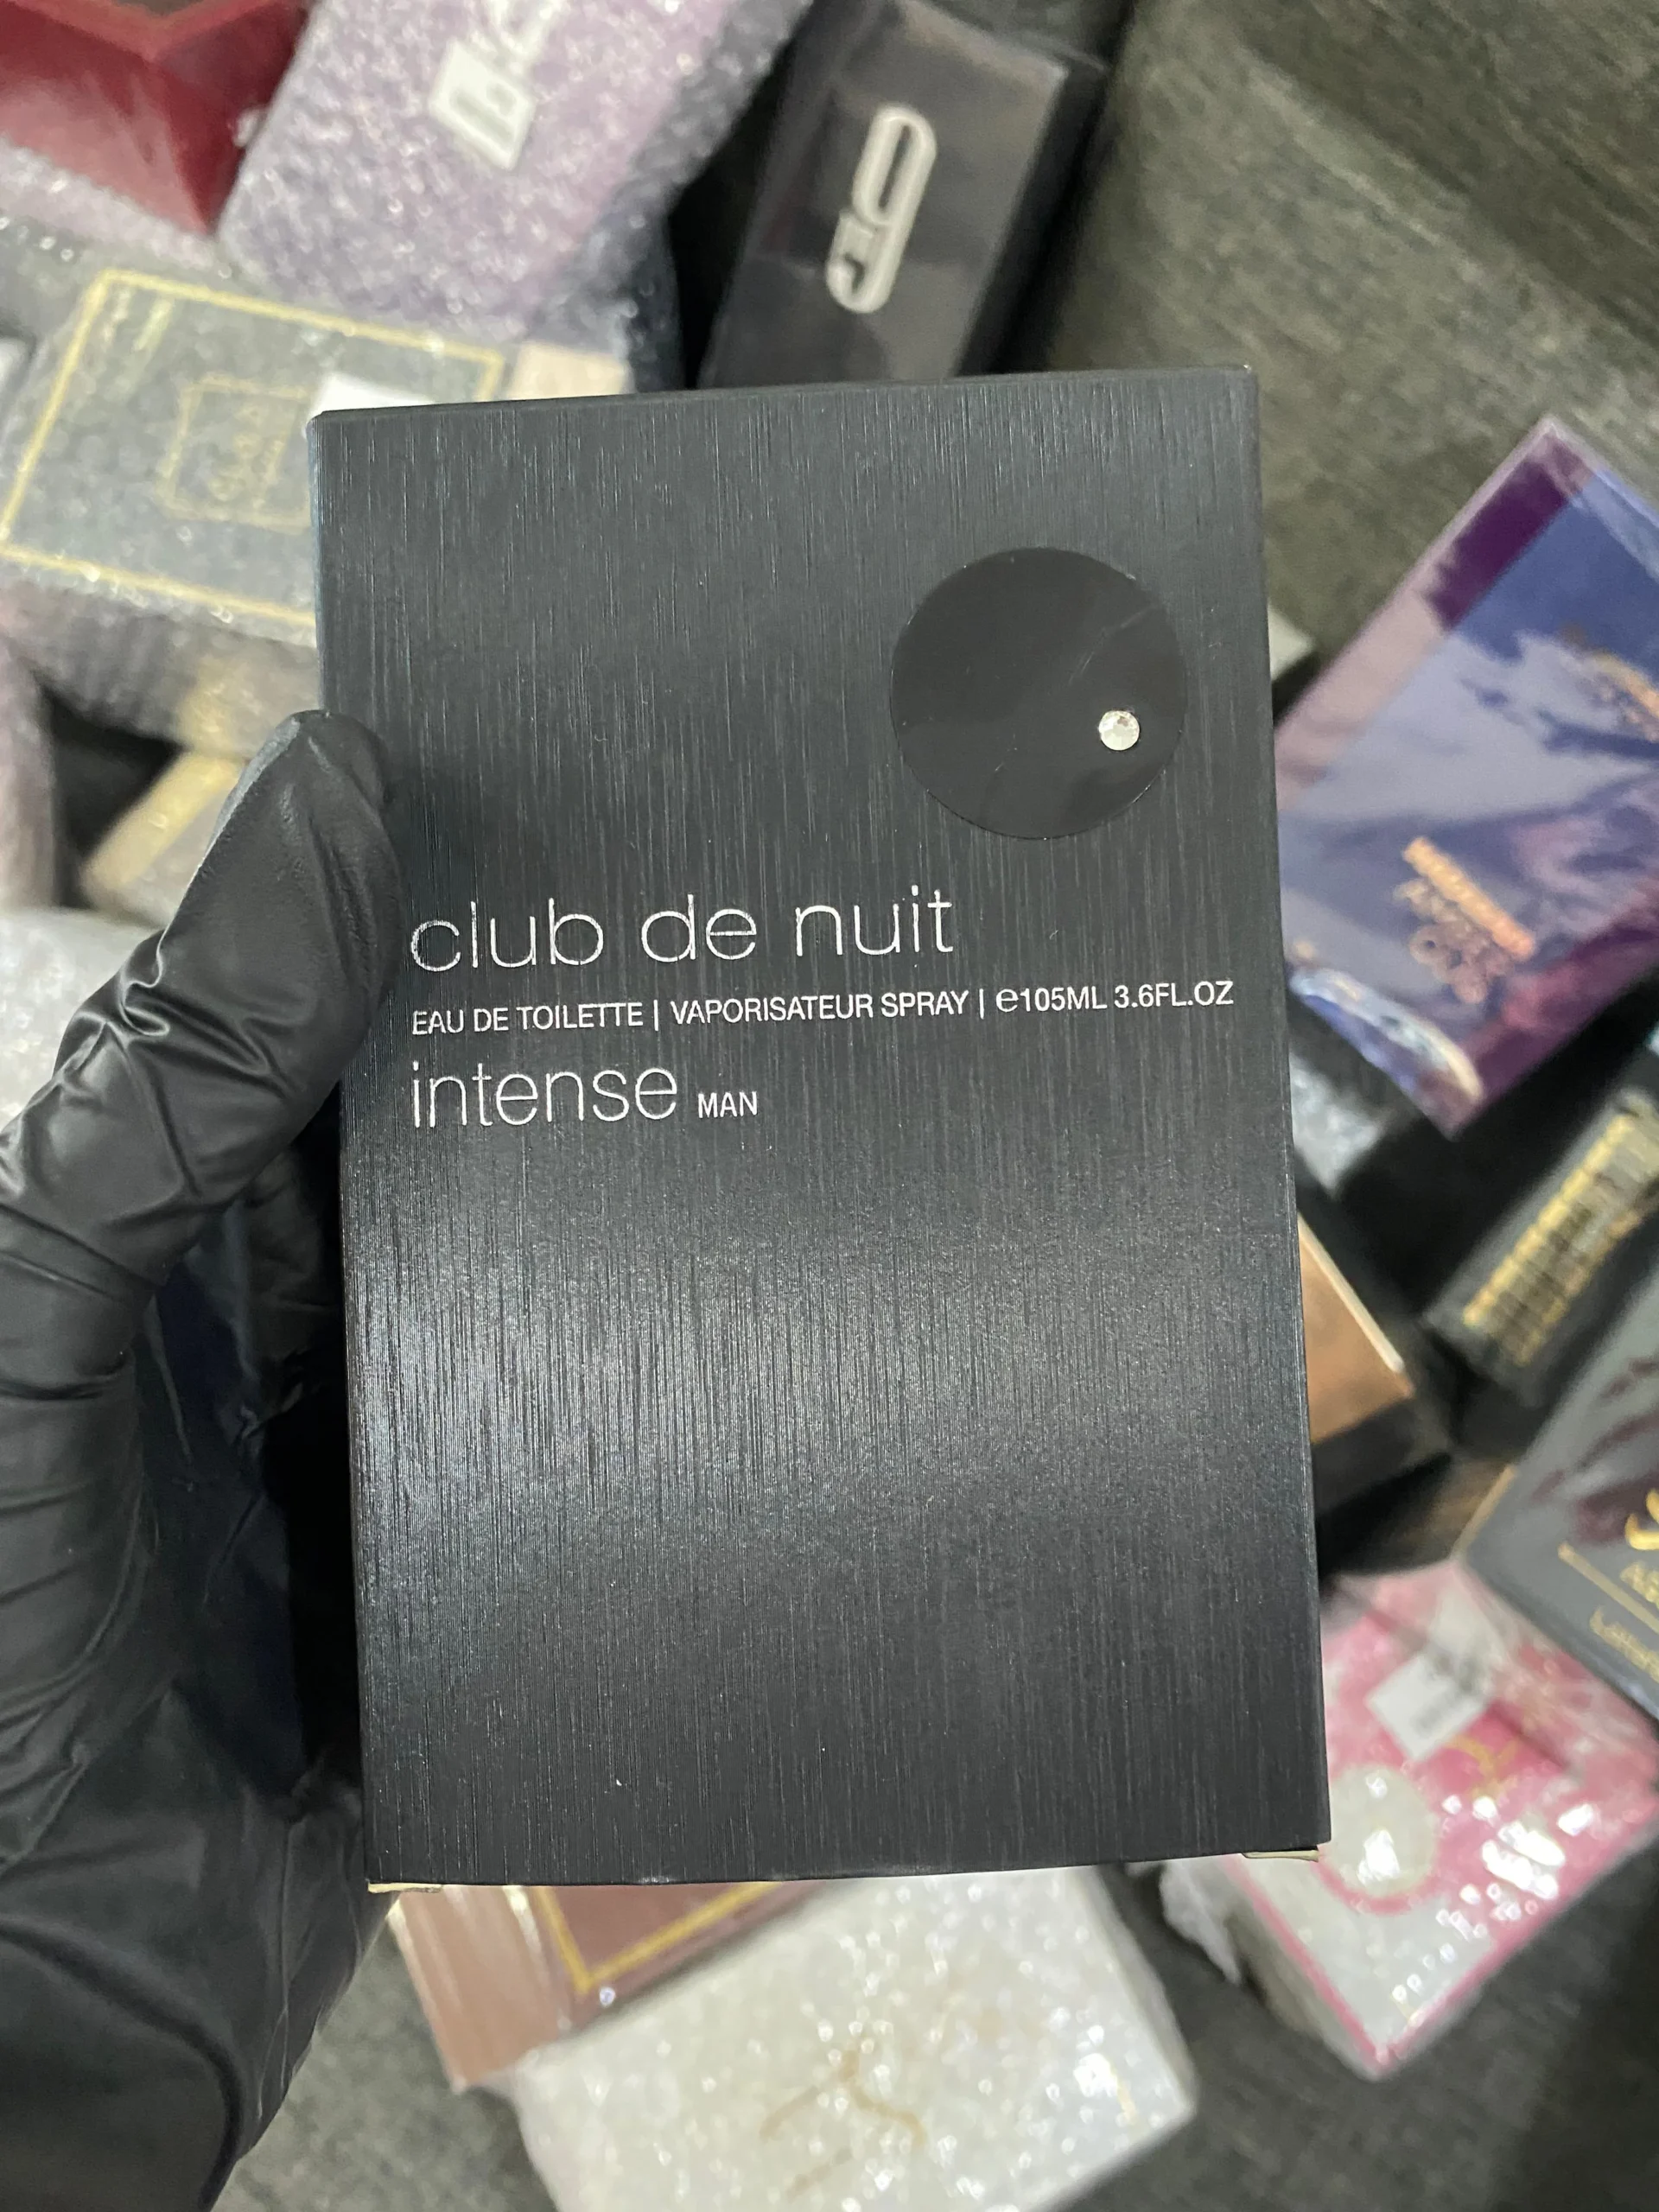 club de nuit
EAU DE TOILETTE | VAPORISATEUR SPRAY | e105ML 3.6FL.OZ
intense MAN